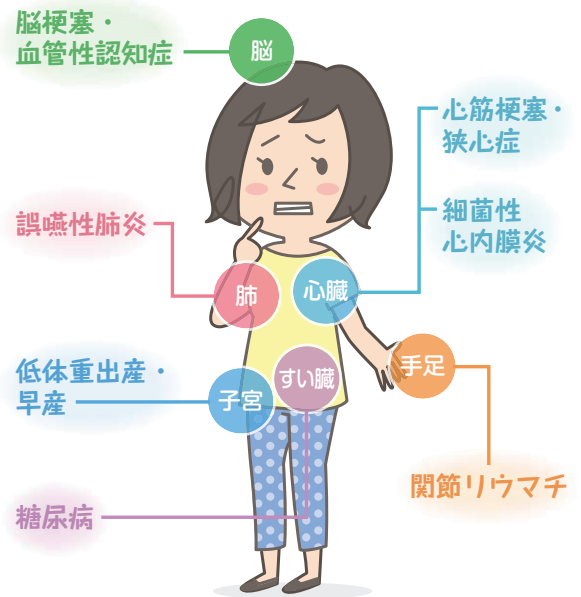 脳梗塞・
血管性認知症
脳
心筋梗塞・
狭心症
細菌性
心内膜炎
誤嚥性肺炎
肺
心臓
手足
低体重出産・
早産
子宮
すい臓
関節リウマチ
糖尿病